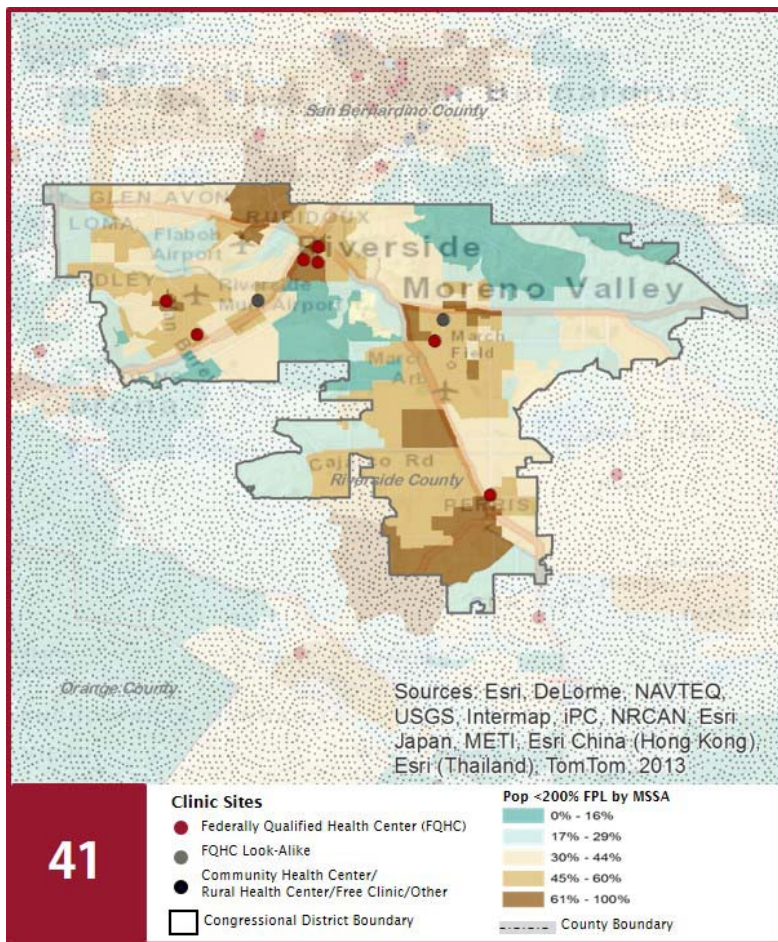 San Bernardino County
GLEN AVON
LOMA
RUBIDOUX
Flabob
Airport
Riverside
Riverside
Muni Airport
Moreno Valley
March
Field
March
Arb
Cajalco Rd
Riverside County
PERRIS
Orange County
Sources: Esri, DeLorme, NAVTEQ,
USGS, Intermap, iPC, NRCAN, Esri
Japan, METI, Esri China (Hong Kong),
Esri (Thailand), TomTom, 2013
41
Clinic Sites
Federally Qualified Health Center (FQHC)
FQHC Look-Alike
Community Health Center/
Rural Health Center/Free Clinic/Other
Congressional District Boundary
Pop <200% FPL by MSSA
0% - 16%
17% - 29%
30% - 44%
45% - 60%
61% - 100%
County Boundary